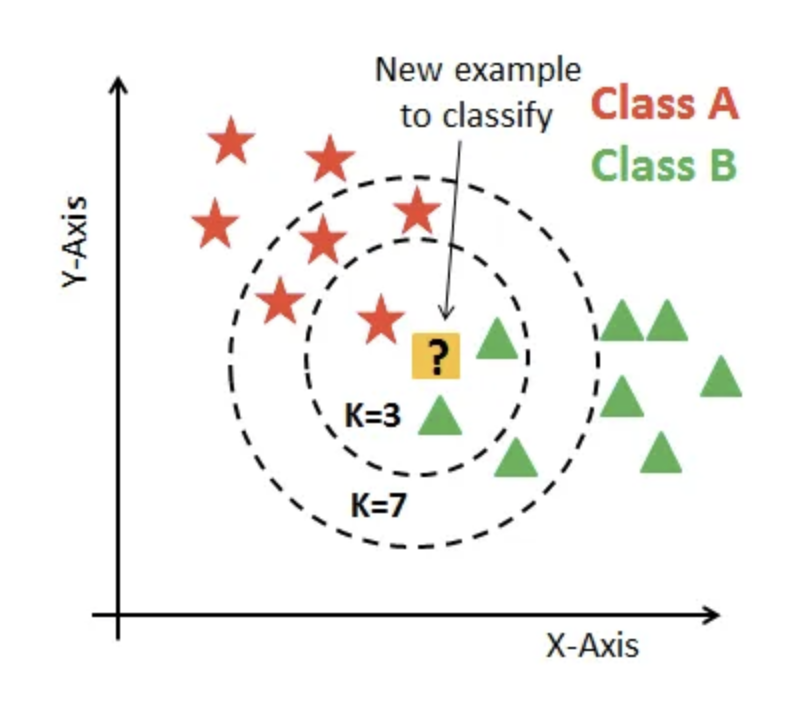 New example
to classify
Class A
Class B
Y-Axis
?
K=3
K=7
X-Axis